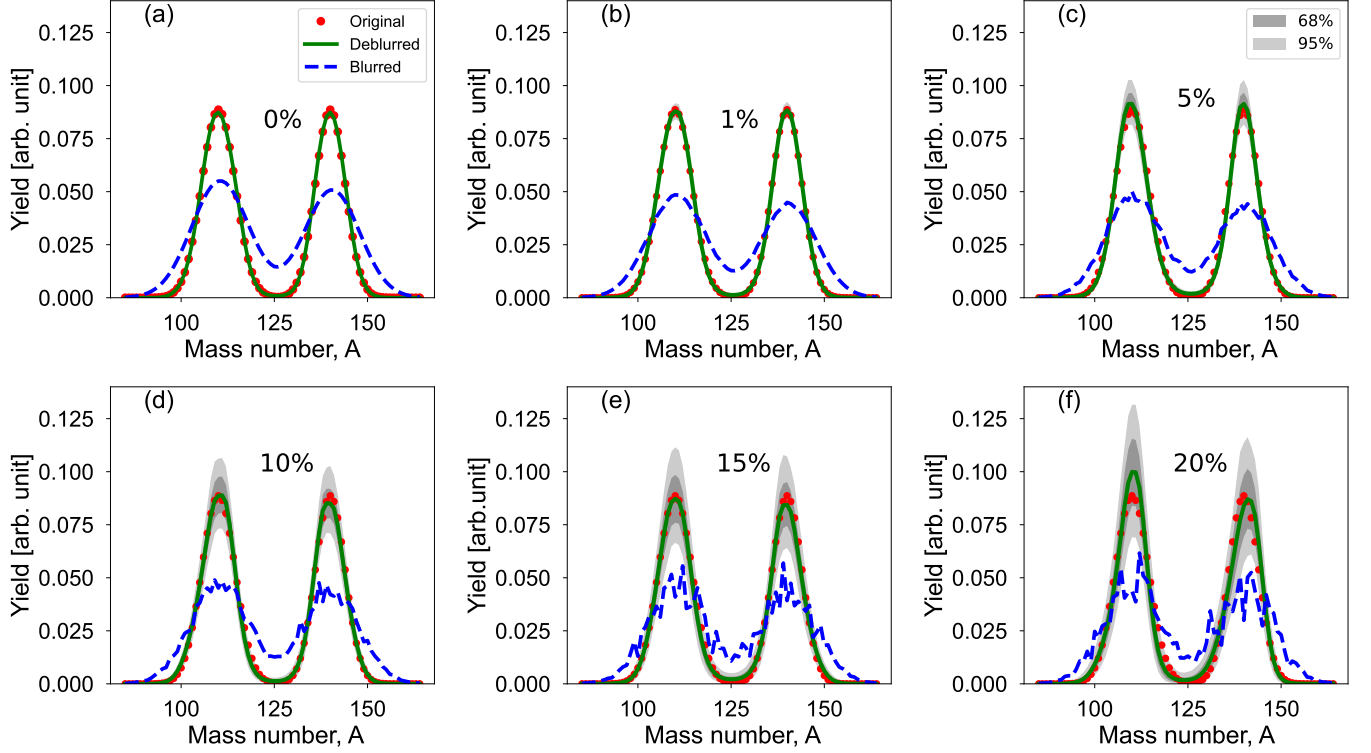 (a)
Original
Deblurred
Blurred
0%
0.125
0.100
0.075
0.050
0.025
0.000
Yield [arb. unit]
100
125
150
Mass number, A
(b)
1%
0.125
0.100
0.075
0.050
0.025
0.000
Yield [arb. unit]
100
125
150
Mass number, A
(c)
68%
95%
5%
0.125
0.100
0.075
0.050
0.025
0.000
Yield [arb. unit]
100
125
150
Mass number, A
(d)
10%
0.125
0.100
0.075
0.050
0.025
0.000
Yield [arb. unit]
100
125
150
Mass number, A
(e)
15%
0.125
0.100
0.075
0.050
0.025
0.000
Yield [arb.unit]
100
125
150
Mass number, A
(f)
20%
0.125
0.100
0.075
0.050
0.025
0.000
Yield [arb. unit]
100
125
150
Mass number, A